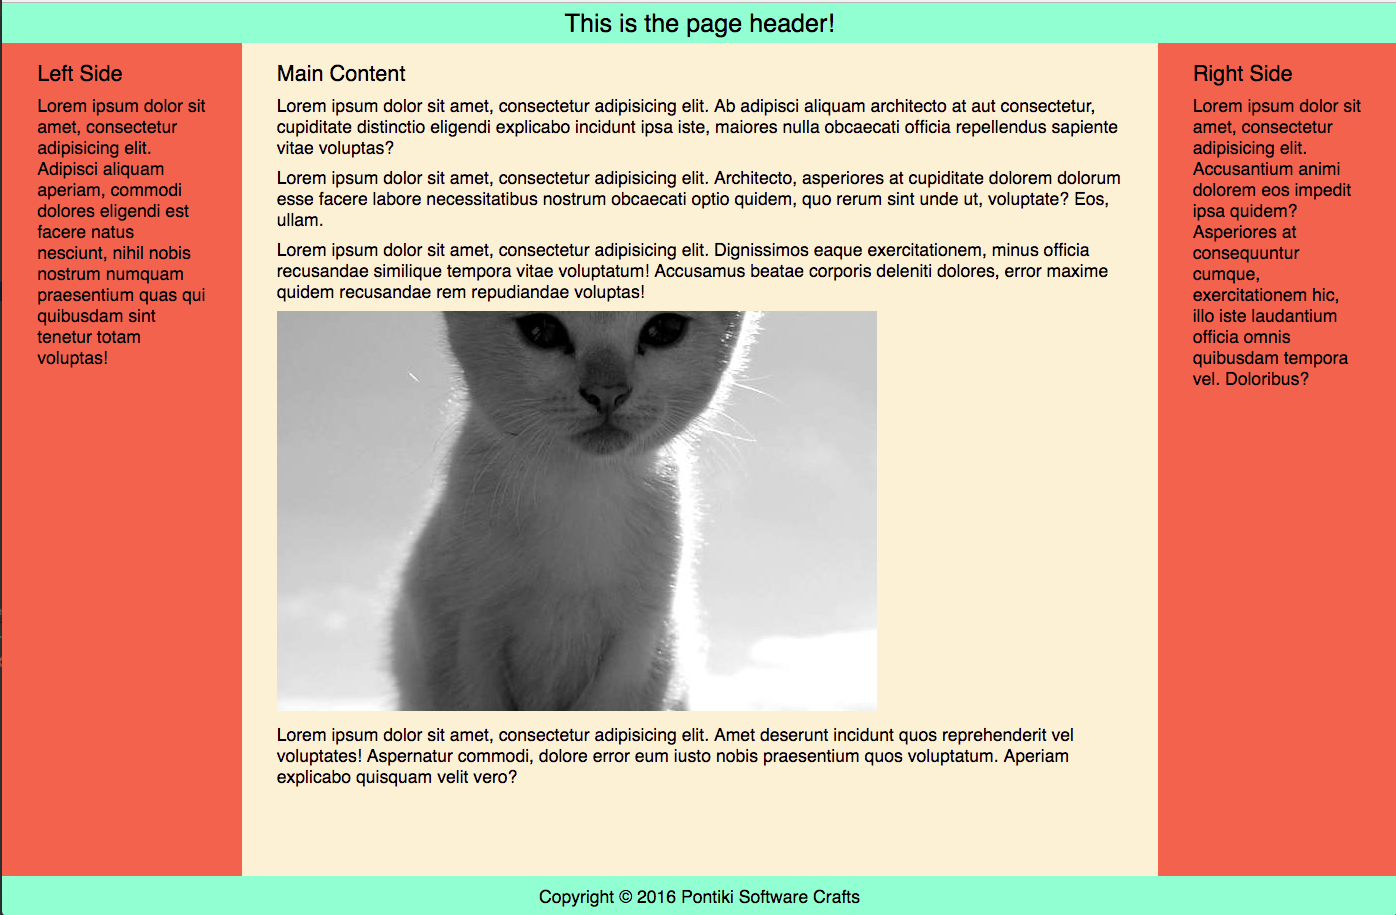 This is the page header!
Left Side
Lorem ipsum dolor sit
amet, consectetur
adipisicing elit.
Adipisci aliquam
aperiam, commodi
dolores eligendi est
facere natus
nesciunt, nihil nobis
nostrum numquam
praesentium quas qui
quibusdam sint
tenetur totam
voluptas!
Main Content
Lorem ipsum dolor sit amet, consectetur adipisicing elit. Ab adipisci aliquam architecto at aut consectetur,
cupiditate distinctio eligendi explicabo incidunt ipsa iste, maiores nulla obcaecati officia repellendus sapiente
vitae voluptas?
Lorem ipsum dolor sit amet, consectetur adipisicing elit. Architecto, asperiores at cupiditate dolorem dolorum
esse facere labore necessitatibus nostrum obcaecati optio quidem, quo rerum sint unde ut, voluptate? Eos,
ullam.
Lorem ipsum dolor sit amet, consectetur adipisicing elit. Dignissimos eaque exercitationem, minus officia
recusandae similique tempora vitae voluptatum! Accusamus beatae corporis deleniti dolores, error maxime
quidem recusandae rem repudiandae voluptas!
Lorem ipsum dolor sit amet, consectetur adipisicing elit. Amet deserunt incidunt quos reprehenderit vel
voluptates! Aspernatur commodi, dolore error eum iusto nobis praesentium quos voluptatum. Aperiam
explicabo quisquam velit vero?
Right Side
Lorem ipsum dolor sit
amet, consectetur
adipisicing elit.
Accusantium animi
dolorem eos impedit
ipsa quidem?
Asperiores at
consequuntur
cumque,
exercitationem hic,
illo iste laudantium
officia omnis
quibusdam tempora
vel. Doloribus?
Copyright © 2016 Pontiki Software Crafts